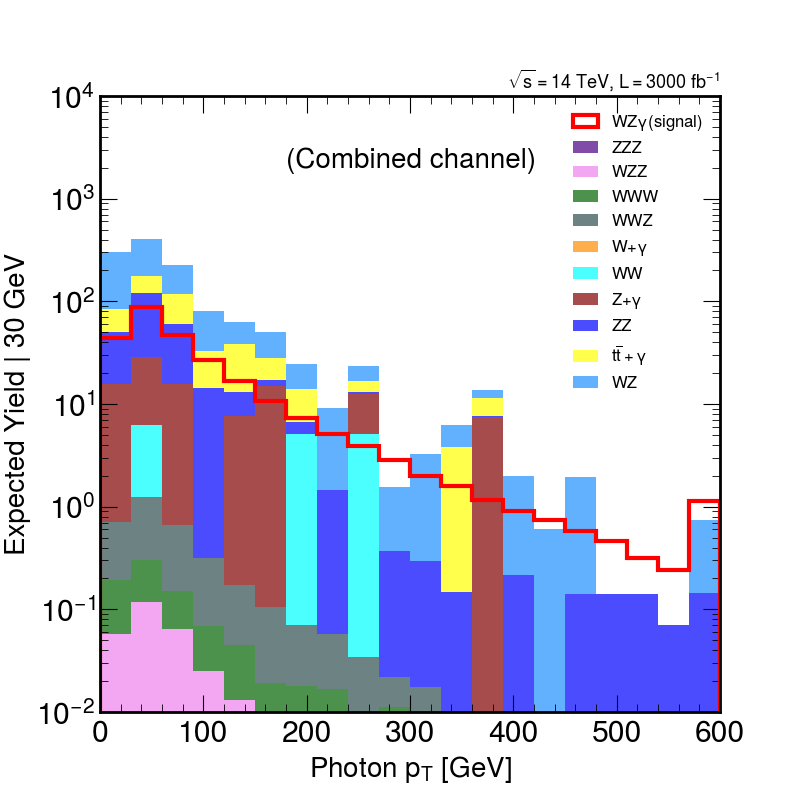 √s = 14 TeV, L = 3000 fb⁻¹
10⁴
10³
10²
10¹
10⁰
10⁻¹
10⁻²
Expected Yield | 30 GeV
(Combined channel)
WZγ(signal)
ZZZ
WZZ
WWW
WWZ
W+γ
WW
Z+γ
ZZ
tt̄+γ
WZ
0 100 200 300 400 500 600
Photon p_T [GeV]